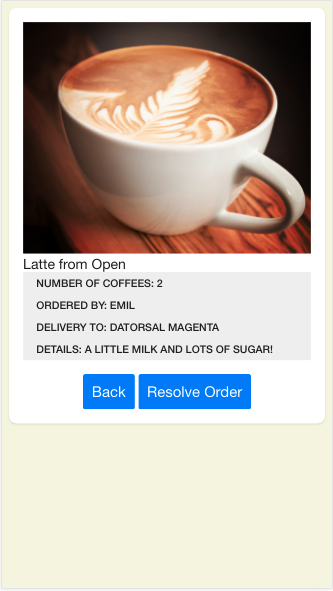 Latte from Open
NUMBER OF COFFEES: 2
ORDERED BY: EMIL
DELIVERY TO: DATORSAL MAGENTA
DETAILS: A LITTLE MILK AND LOTS OF SUGAR!
Back
Resolve Order